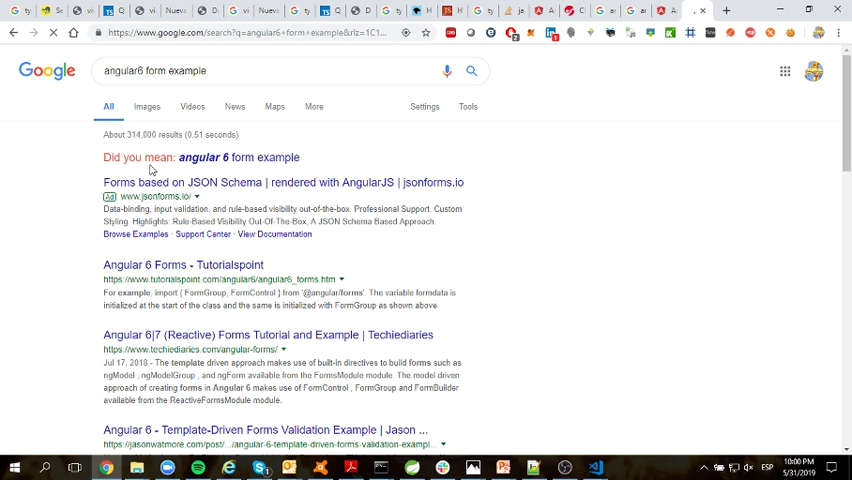 https://www.google.com/search?q=angular6+form+example&rlz=1C1...
Google
angular6 form example
All Images Videos News Maps More Settings Tools
About 314,000 results (0.51 seconds)
Did you mean: angular 6 form example
Forms based on JSON Schema | rendered with AngularJS | jsonforms.io
Ad www.jsonforms.io/
Data-binding, input validation, and rule-based visibility out-of-the-box. Professional Support. Custom
Styling. Highlights: Rule-Based Visibility Out-Of-The-Box, A JSON Schema Based Approach.
Browse Examples · Support Center · View Documentation
Angular 6 Forms - Tutorialspoint
https://www.tutorialspoint.com/angular6/angular6_forms.htm
For example, import { FormGroup, FormControl } from '@angular/forms'. The variable formdata is
initialized at the start of the class and the same is initialized with FormGroup as shown above.
Angular 6|7 (Reactive) Forms Tutorial and Example | Techiediaries
https://www.techiediaries.com/angular-forms/
Jul 17, 2018 - The template driven approach makes use of built-in directives to build forms such as
ngModel , ngModelGroup , and ngForm available from the FormsModule module. The model driven
approach of creating forms in Angular 6 makes use of FormControl , FormGroup and FormBuilder
available from the ReactiveFormsModule module.
Angular 6 - Template-Driven Forms Validation Example | Jason ...
https://jasonwatmore.com/post/.../angular-6-template-driven-forms-validation-exampl...
ESP
10:00 PM
5/31/2019